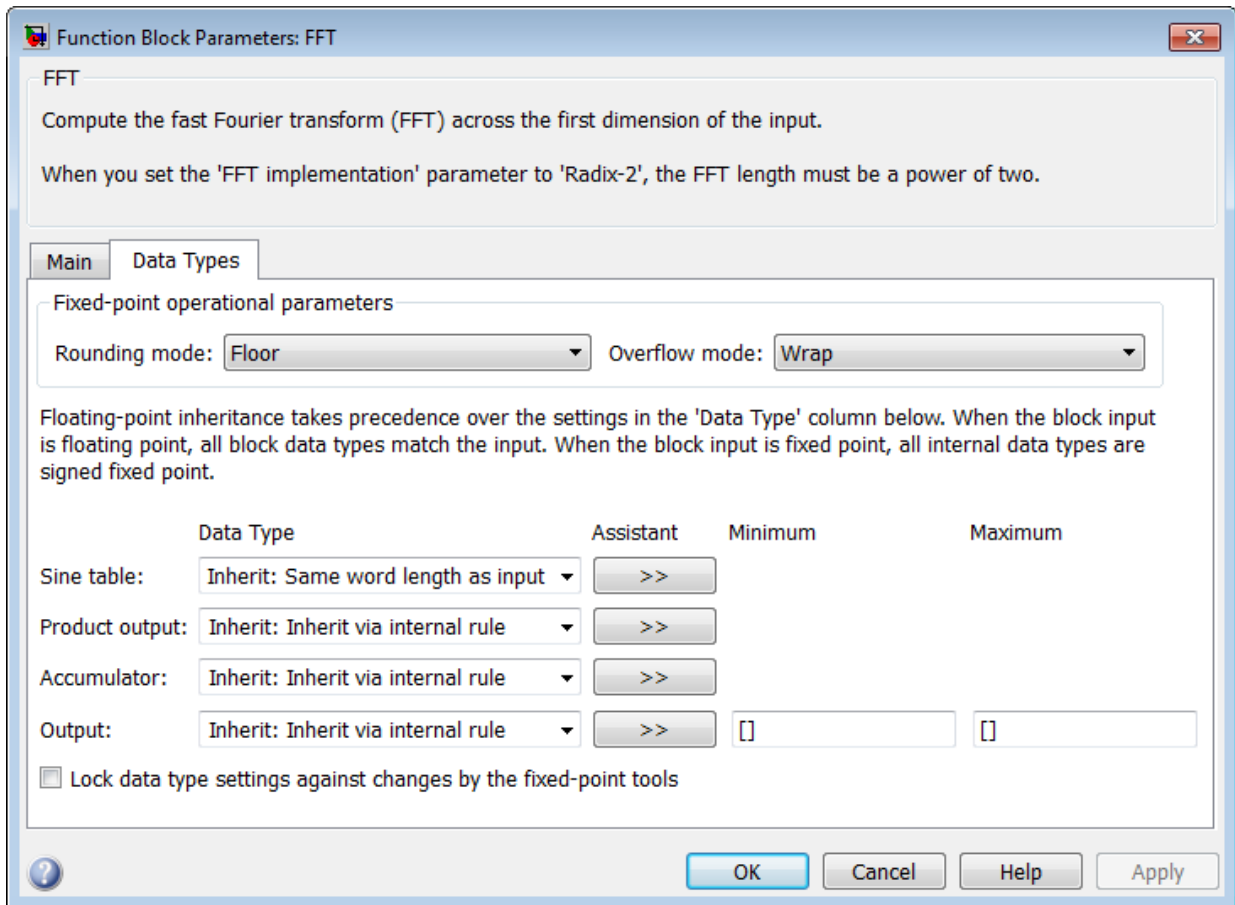 Function Block Parameters: FFT
FFT
Compute the fast Fourier transform (FFT) across the first dimension of the input.
When you set the 'FFT implementation' parameter to 'Radix-2', the FFT length must be a power of two.
Main Data Types
Fixed-point operational parameters
Rounding mode: Floor Overflow mode: Wrap
Floating-point inheritance takes precedence over the settings in the 'Data Type' column below. When the block input
is floating point, all block data types match the input. When the block input is fixed point, all internal data types are
signed fixed point.
Data Type Assistant Minimum Maximum
Sine table: Inherit: Same word length as input >>
Product output: Inherit: Inherit via internal rule >>
Accumulator: Inherit: Inherit via internal rule >>
Output: Inherit: Inherit via internal rule >> [] []
Lock data type settings against changes by the fixed-point tools
? OK Cancel Help Apply